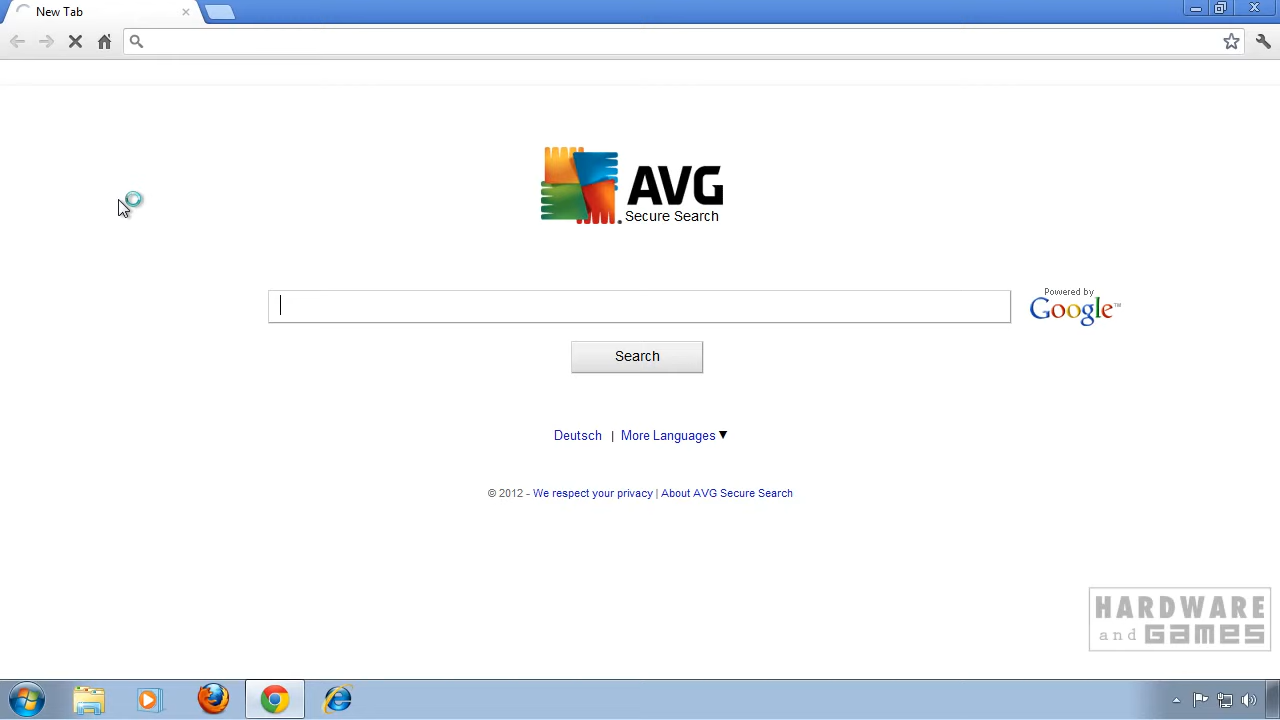 New Tab
AVG
Secure Search
Powered by
Google™
Search
Deutsch | More Languages ▼
© 2012 - We respect your privacy | About AVG Secure Search
HARDWARE
and GAMES